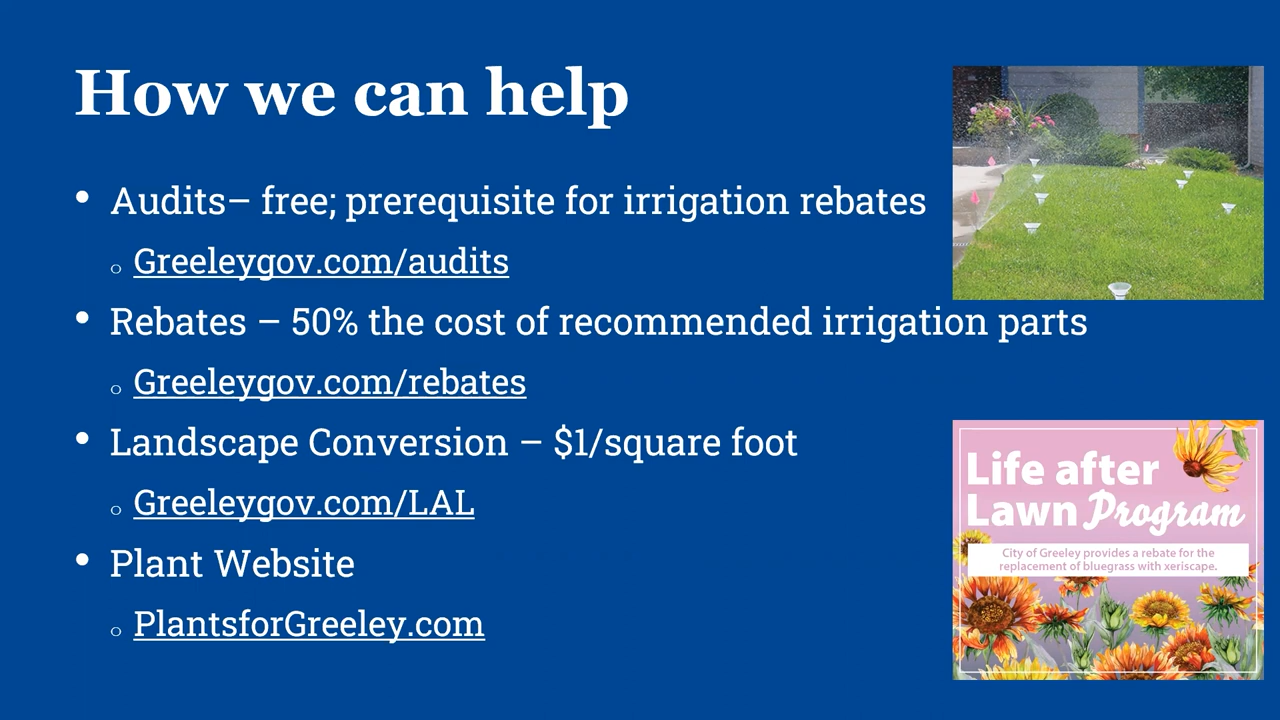 How we can help
• Audits– free; prerequisite for irrigation rebates
o Greeleygov.com/audits
• Rebates – 50% the cost of recommended irrigation parts
o Greeleygov.com/rebates
• Landscape Conversion – $1/square foot
o Greeleygov.com/LAL
• Plant Website
o PlantsforGreeley.com
Life after
Lawn Program
City of Greeley provides a rebate for the
replacement of bluegrass with xeriscape.